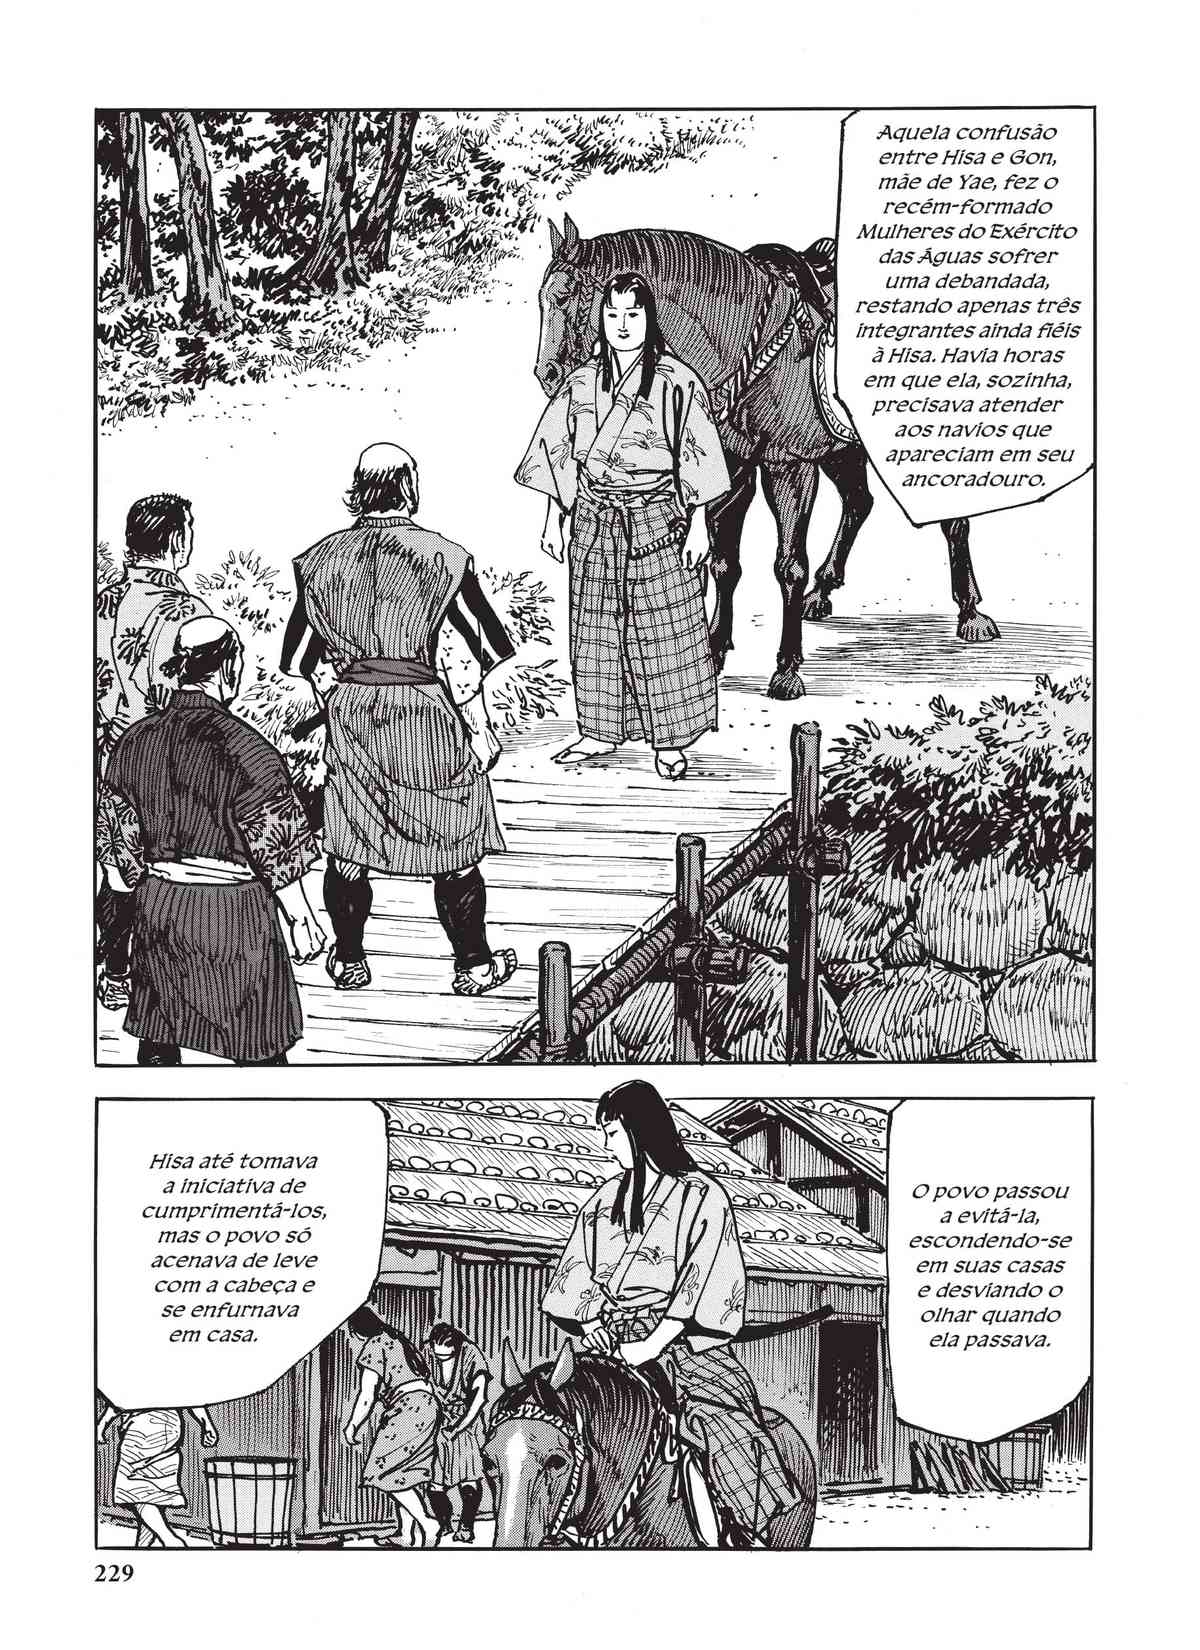 Aquela confusão
entre Hisa e Gon,
mãe de Yae, fez o
recém-formado
Mulheres do Exército
das Águas sofrer
uma debandada,
restando apenas três
integrantes ainda fiéis
à Hisa. Havia horas
em que ela, sozinha,
precisava atender
aos navios que
apareciam em seu
ancoradouro.
O povo passou
a evitá-la,
escondendo-se
em suas casas
e desviando o
olhar quando
ela passava.
Hisa até tomava
a iniciativa de
cumprimentá-los,
mas o povo só
acenava de leve
com a cabeça e
se enfurnava
em casa.
229